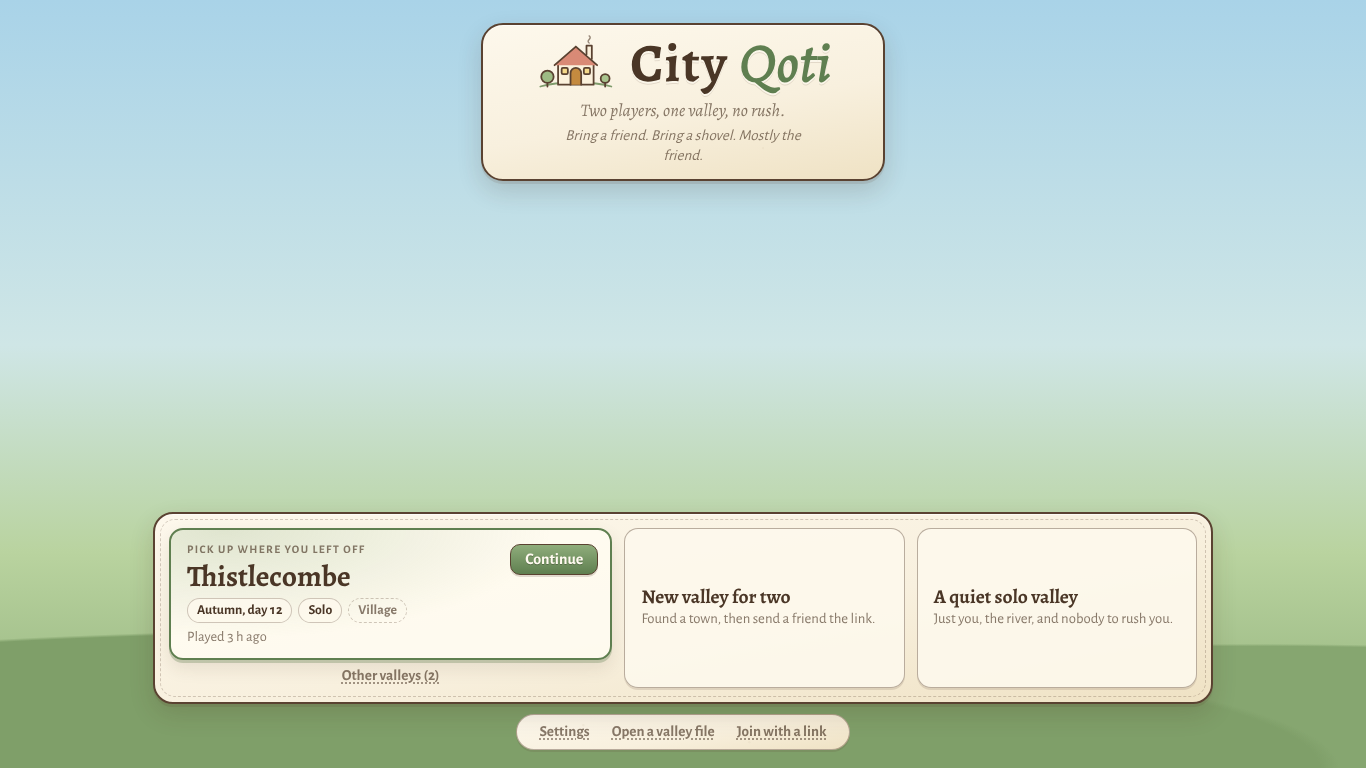 City Qoti
Two players, one valley, no rush.
Bring a friend. Bring a shovel. Mostly the
friend.
PICK UP WHERE YOU LEFT OFF
Continue
Thistlecombe
Autumn, day 12
Solo
Village
Played 3 h ago
Other valleys (2)
New valley for two
Found a town, then send a friend the link.
A quiet solo valley
Just you, the river, and nobody to rush you.
Settings
Open a valley file
Join with a link